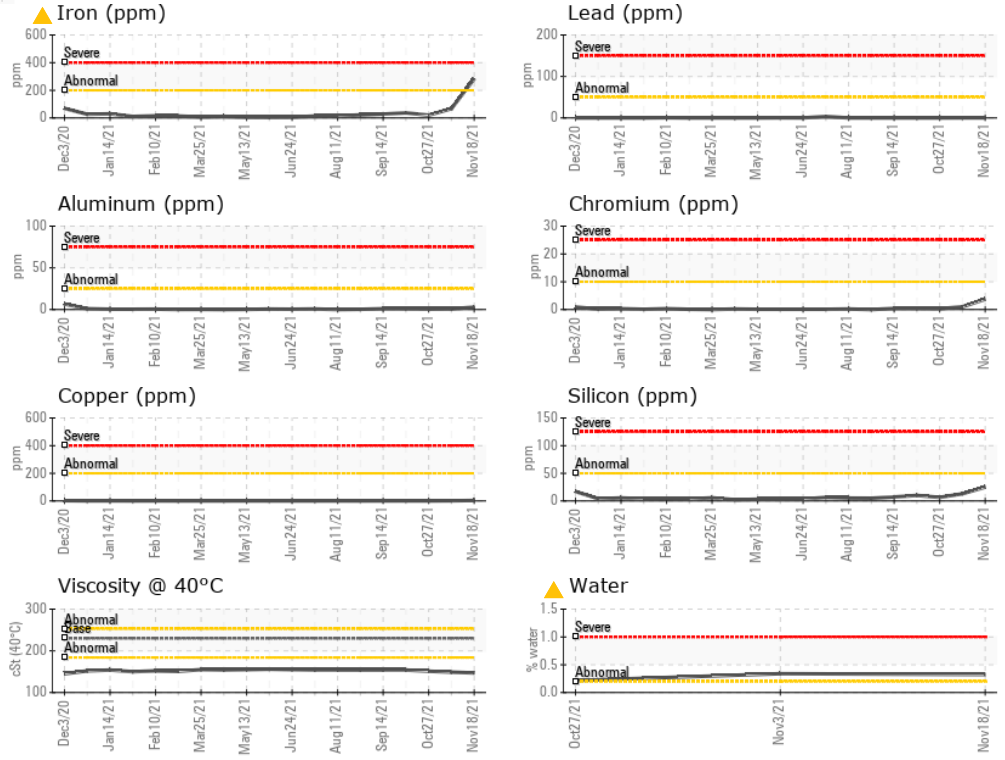 Iron (ppm)
600
400
200
0
ppm
Severe
Abnormal
Dec3/20
Jan14/21
Feb10/21
Mar25/21
May13/21
Jun24/21
Aug11/21
Sep14/21
Oct27/21
Nov18/21
Lead (ppm)
200
100
0
ppm
Severe
Abnormal
Dec3/20
Jan14/21
Feb10/21
Mar25/21
May13/21
Jun24/21
Aug11/21
Sep14/21
Oct27/21
Nov18/21
Aluminum (ppm)
100
50
0
ppm
Severe
Abnormal
Dec3/20
Jan14/21
Feb10/21
Mar25/21
May13/21
Jun24/21
Aug11/21
Sep14/21
Oct27/21
Nov18/21
Chromium (ppm)
30
20
10
0
ppm
Severe
Abnormal
Dec3/20
Jan14/21
Feb10/21
Mar25/21
May13/21
Jun24/21
Aug11/21
Sep14/21
Oct27/21
Nov18/21
Copper (ppm)
600
400
200
0
ppm
Severe
Abnormal
Dec3/20
Jan14/21
Feb10/21
Mar25/21
May13/21
Jun24/21
Aug11/21
Sep14/21
Oct27/21
Nov18/21
Silicon (ppm)
150
100
50
0
ppm
Severe
Abnormal
Dec3/20
Jan14/21
Feb10/21
Mar25/21
May13/21
Jun24/21
Aug11/21
Sep14/21
Oct27/21
Nov18/21
Viscosity @ 40°C
300
200
100
cSt (40°C)
Abnormal
Base
Abnormal
Dec3/20
Jan14/21
Feb10/21
Mar25/21
May13/21
Jun24/21
Aug11/21
Sep14/21
Oct27/21
Nov18/21
Water
1.5
1.0
0.5
0.0
% water
Severe
Abnormal
Oct27/21
Nov3/21
Nov18/21